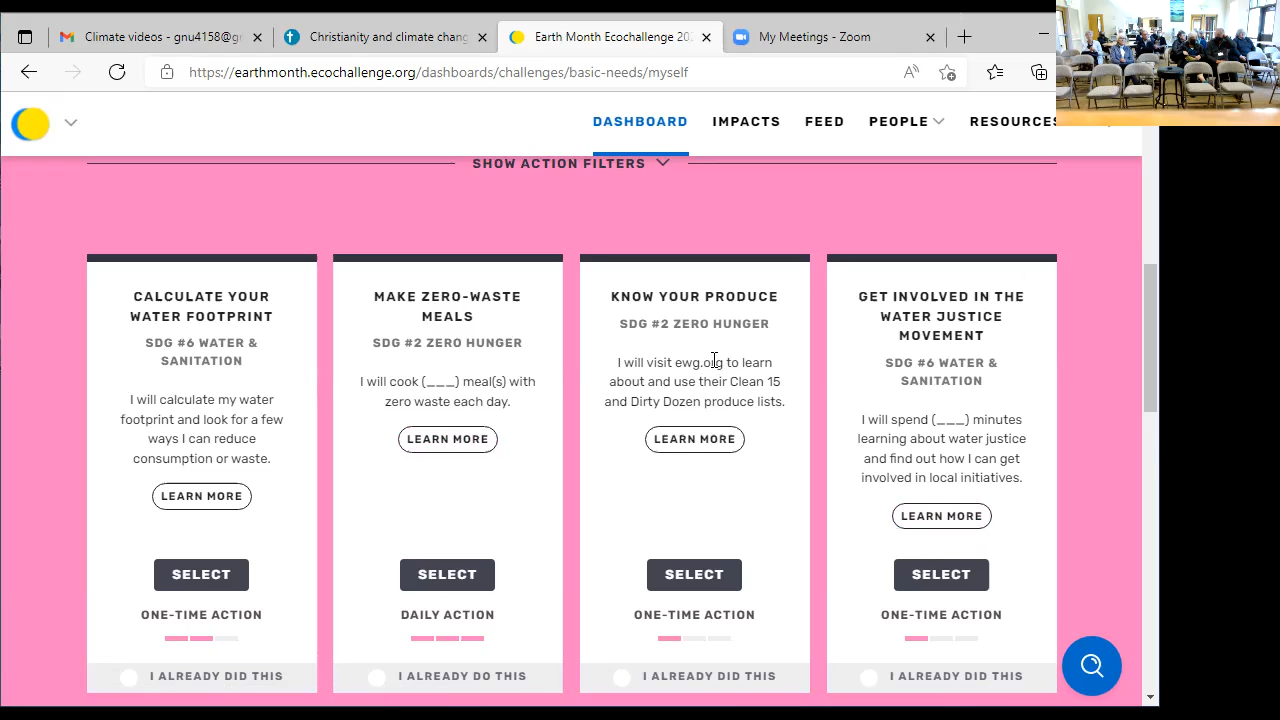 Climate videos - gnu4158@gr
Christianity and climate chang
Earth Month Ecochallenge 202
My Meetings - Zoom
https://earthmonth.ecochallenge.org/dashboards/challenges/basic-needs/myself
DASHBOARD
IMPACTS
FEED
PEOPLE
RESOURCES
SHOW ACTION FILTERS
CALCULATE YOUR
WATER FOOTPRINT
SDG #6 WATER &
SANITATION
I will calculate my water
footprint and look for a few
ways I can reduce
consumption or waste.
LEARN MORE
SELECT
ONE-TIME ACTION
I ALREADY DID THIS
MAKE ZERO-WASTE
MEALS
SDG #2 ZERO HUNGER
I will cook (___) meal(s) with
zero waste each day.
LEARN MORE
SELECT
DAILY ACTION
I ALREADY DO THIS
KNOW YOUR PRODUCE
SDG #2 ZERO HUNGER
I will visit ewg.org to learn
about and use their Clean 15
and Dirty Dozen produce lists.
LEARN MORE
SELECT
ONE-TIME ACTION
I ALREADY DID THIS
GET INVOLVED IN THE
WATER JUSTICE
MOVEMENT
SDG #6 WATER &
SANITATION
I will spend (___) minutes
learning about water justice
and find out how I can get
involved in local initiatives.
LEARN MORE
SELECT
ONE-TIME ACTION
I ALREADY DID THIS